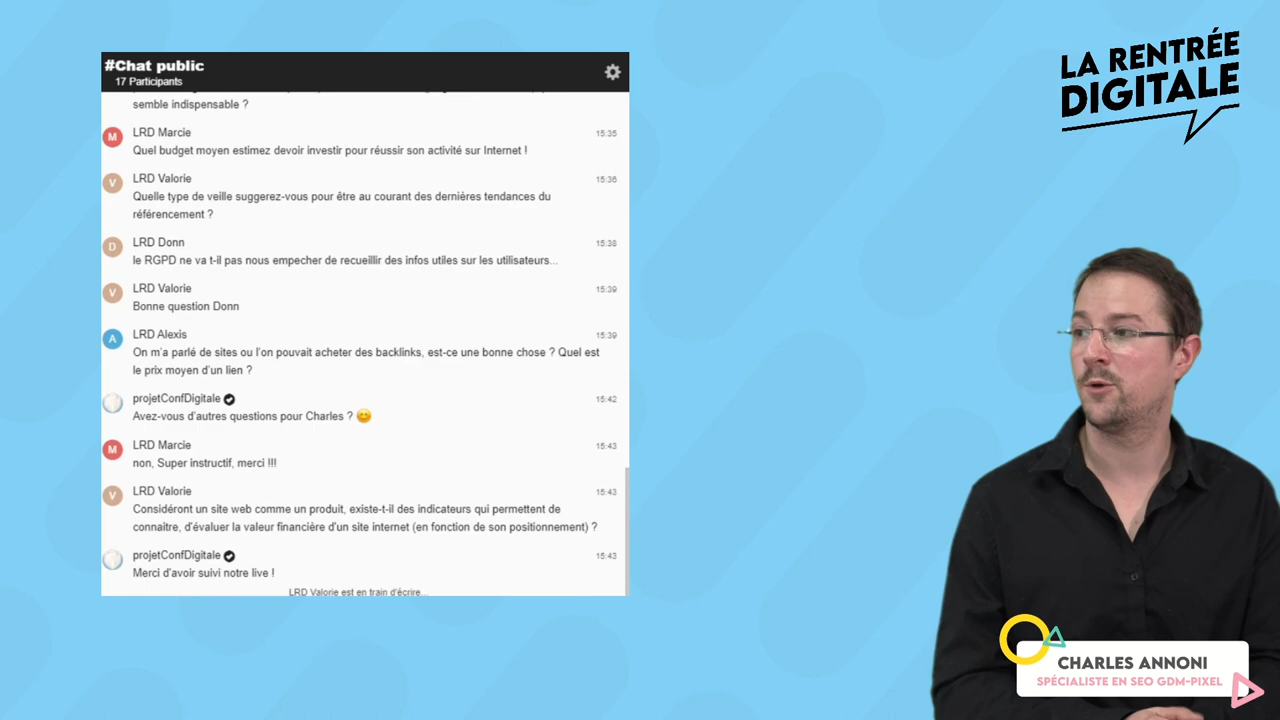 #Chat public
17 Participants
semble indispensable ?
M
LRD Marcie
15:35
Quel budget moyen estimez devoir investir pour réussir son activité sur Internet !
V
LRD Valorie
15:36
Quelle type de veille suggerez-vous pour être au courant des dernières tendances du
référencement ?
D
LRD Donn
15:38
le RGPD ne va t-il pas nous empecher de recueillir des infos utiles sur les utilisateurs...
V
LRD Valorie
15:39
Bonne question Donn
A
LRD Alexis
15:39
On m'a parlé de sites ou l'on pouvait acheter des backlinks, est-ce une bonne chose ? Quel est
le prix moyen d'un lien ?
projetConfDigitale
15:42
Avez-vous d'autres questions pour Charles ? 😊
M
LRD Marcie
15:43
non, Super instructif, merci !!!
V
LRD Valorie
15:43
Considéront un site web comme un produit, existe-t-il des indicateurs qui permettent de
connaitre, d'évaluer la valeur financière d'un site internet (en fonction de son positionnement) ?
projetConfDigitale
15:43
Merci d'avoir suivi notre live !
LRD Valorie est en train d'écrire...
LA RENTRÉE
DIGITALE
CHARLES ANNONI
SPÉCIALISTE EN SEO GDM-PIXEL